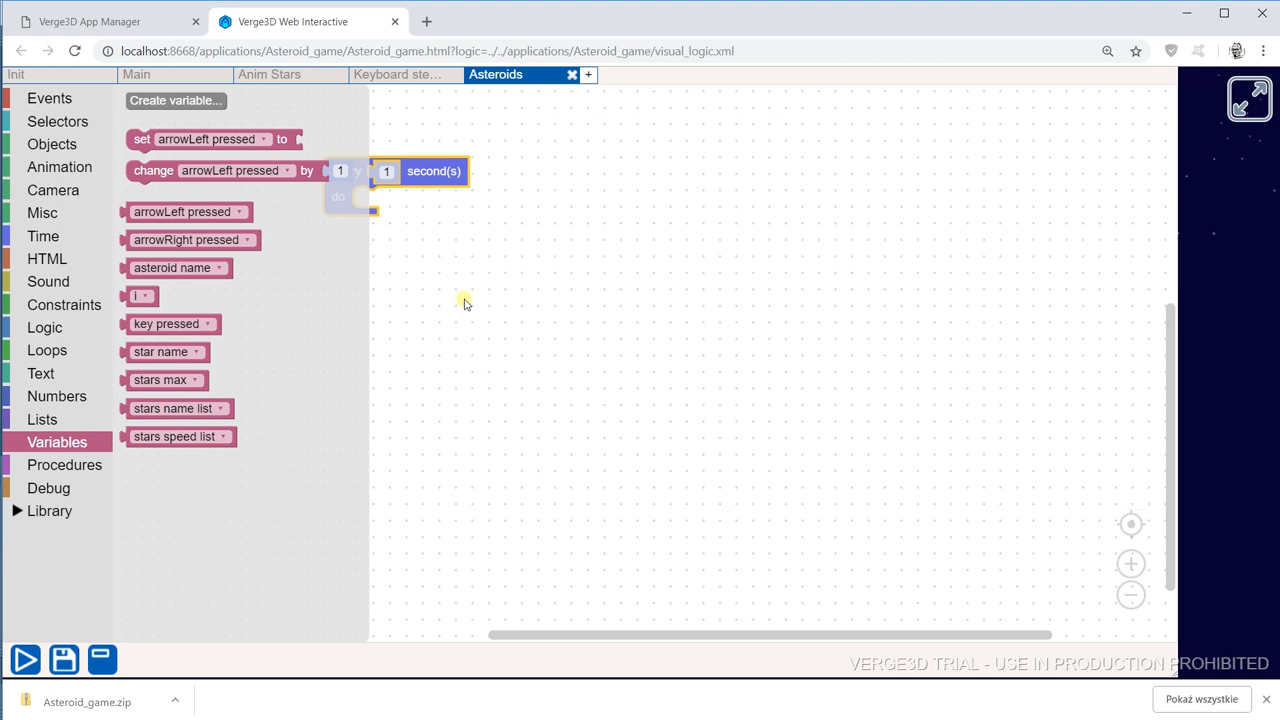 Verge3D App Manager
Verge3D Web Interactive
localhost:8668/applications/Asteroid_game/Asteroid_game.html?logic=../../applications/Asteroid_game/visual_logic.xml
Init
Main
Anim Stars
Keyboard ste...
Asteroids
Events
Selectors
Objects
Animation
Camera
Misc
Time
HTML
Sound
Constraints
Logic
Loops
Text
Numbers
Lists
Variables
Procedures
Debug
Library
Create variable...
set arrowLeft pressed to
change arrowLeft pressed by 1
y 1 second(s)
do
arrowLeft pressed
arrowRight pressed
asteroid name
i
key pressed
star name
stars max
stars name list
stars speed list
VERGE3D TRIAL - USE IN PRODUCTION PROHIBITED
Asteroid_game.zip
Pokaż wszystkie